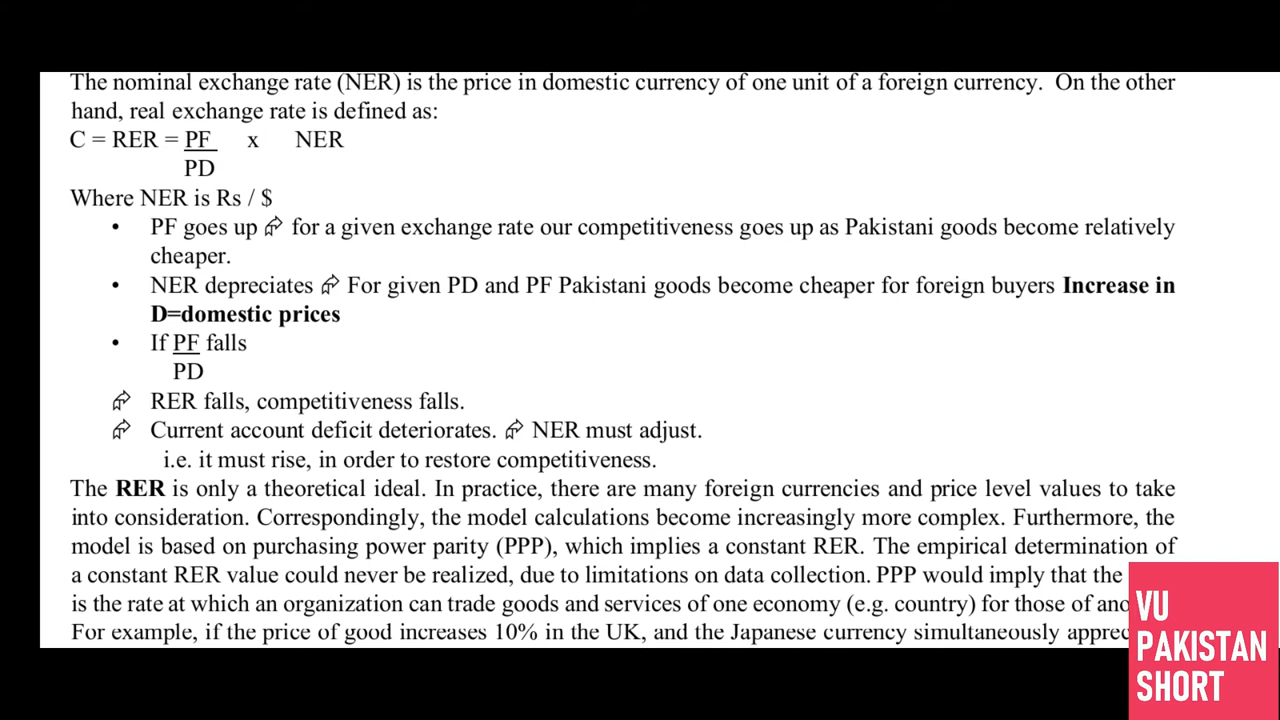 The nominal exchange rate (NER) is the price in domestic currency of one unit of a foreign currency. On the other
hand, real exchange rate is defined as:
C = RER = PF x NER
PD
Where NER is Rs / $
• PF goes up ⇗ for a given exchange rate our competitiveness goes up as Pakistani goods become relatively
cheaper.
• NER depreciates ⇗ For given PD and PF Pakistani goods become cheaper for foreign buyers Increase in
D=domestic prices
• If PF falls
PD
⇗ RER falls, competitiveness falls.
⇗ Current account deficit deteriorates. ⇗ NER must adjust.
i.e. it must rise, in order to restore competitiveness.
The RER is only a theoretical ideal. In practice, there are many foreign currencies and price level values to take
into consideration. Correspondingly, the model calculations become increasingly more complex. Furthermore, the
model is based on purchasing power parity (PPP), which implies a constant RER. The empirical determination of
a constant RER value could never be realized, due to limitations on data collection. PPP would imply that the
is the rate at which an organization can trade goods and services of one economy (e.g. country) for those of
For example, if the price of good increases 10% in the UK, and the Japanese currency simultaneously
VU
PAKISTAN
SHORT